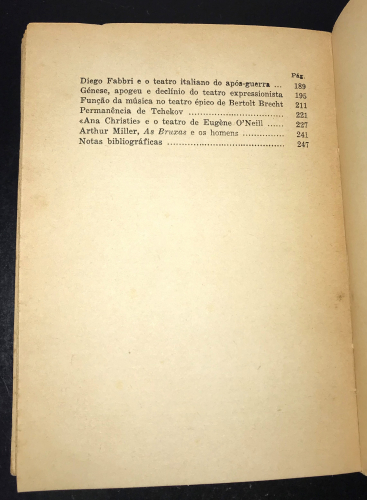 Pág.
Diego Fabbri e o teatro italiano do após-guerra ... 189
Génese, apogeu e declínio do teatro expressionista 195
Função da música no teatro épico de Bertolt Brecht 211
Permanência de Tchekov ........................................ 221
«Ana Christie» e o teatro de Eugène O'Neill ...... 227
Arthur Miller, As Bruxas e os homens ............... 241
Notas bibliográficas .......................................... 247